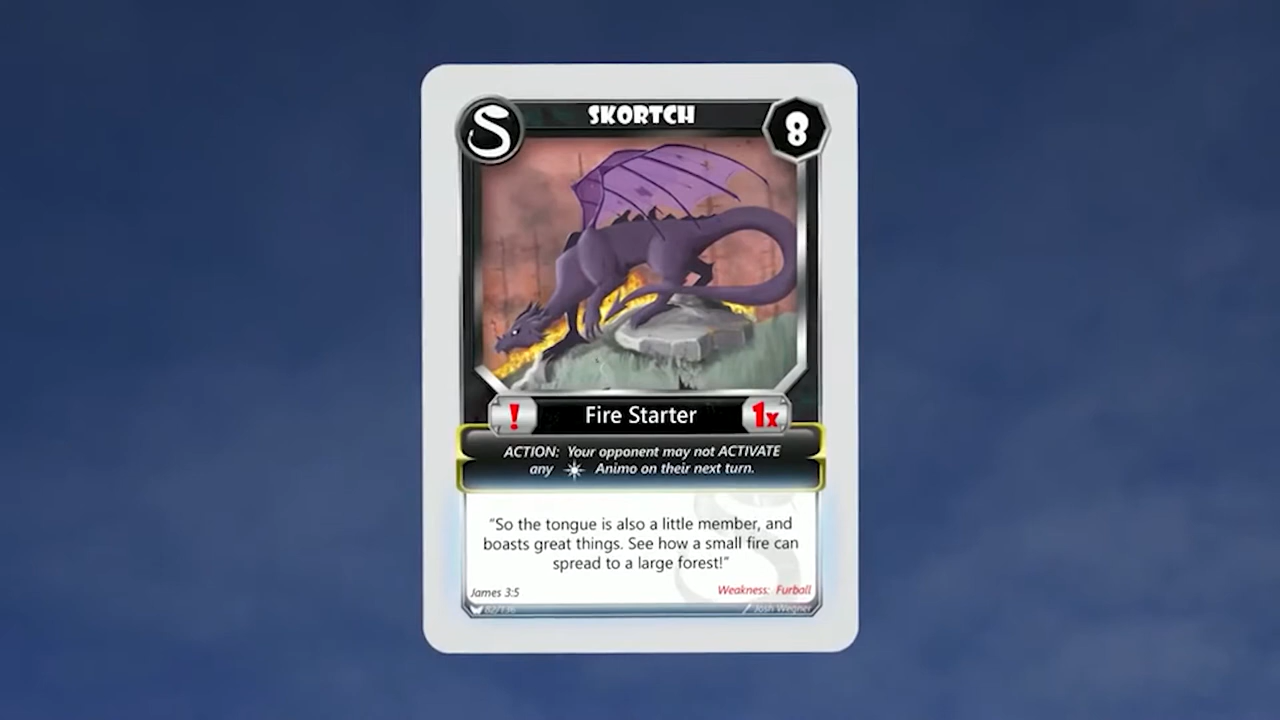 S
SKORTCH
8
!
Fire Starter
1x
ACTION: Your opponent may not ACTIVATE
any Animo on their next turn.
"So the tongue is also a little member, and
boasts great things. See how a small fire can
spread to a large forest!"
James 3:5
Weakness: Furball
82/136
Josh Wegner